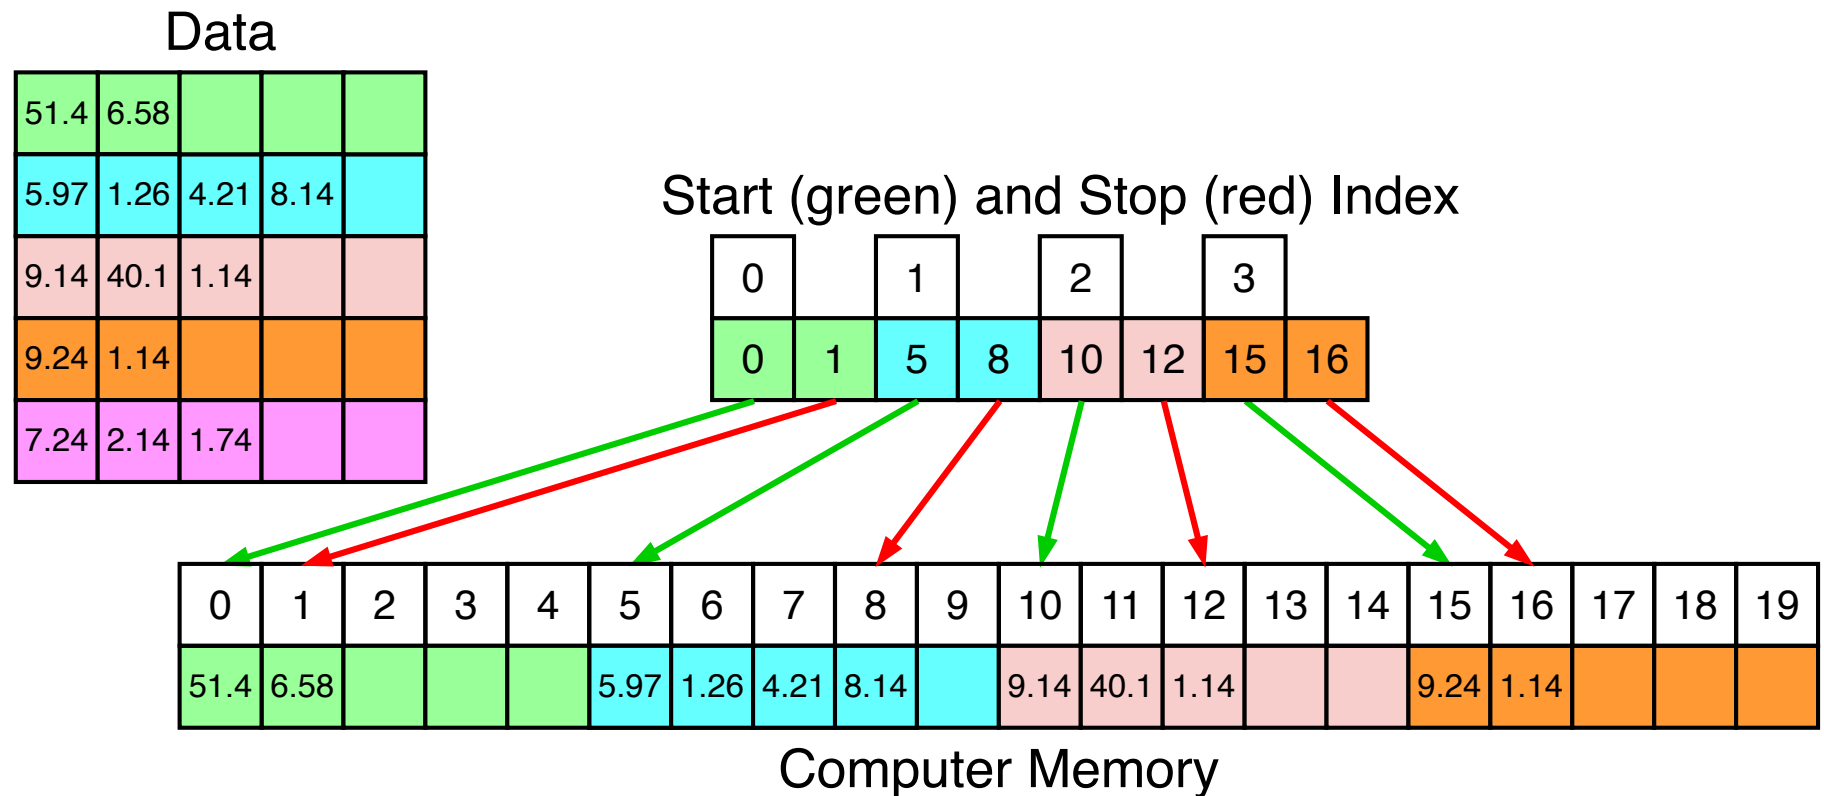 Data
51.4 6.58
5.97 1.26 4.21 8.14
9.14 40.1 1.14
9.24 1.14
7.24 2.14 1.74
Start (green) and Stop (red) Index
0 1 2 3
0 1 5 8 10 12 15 16
0 1 2 3 4 5 6 7 8 9 10 11 12 13 14 15 16 17 18 19
51.4 6.58 5.97 1.26 4.21 8.14 9.14 40.1 1.14 9.24 1.14
Computer Memory